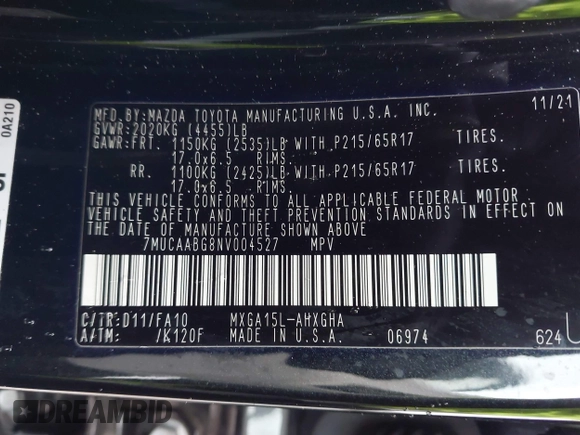 0A210
MFD.BY:MAZDA TOYOTA MANUFACTURING U.S.A. INC. 11/21
GVWR:2020KG (4455)LB
GAWR:FRT. 1150KG (2535)LB WITH P215/65R17 TIRES.
17.0x6.5 RIMS.
RR. 1100KG (2425)LB WITH P215/65R17 TIRES.
17.0x6.5 RIMS.
THIS VEHICLE CONFORMS TO ALL APPLICABLE FEDERAL MOTOR
VEHICLE SAFETY AND THEFT PREVENTION STANDARDS IN EFFECT ON
THE DATE OF MANUFACTURE SHOWN ABOVE.
7MUCAABG8NV004527 MPV
C/TR:D11/FA10 MXGA15L-AHXGHA
A/TM: /K120F MADE IN U.S.A. 06974 624
DREAMBID